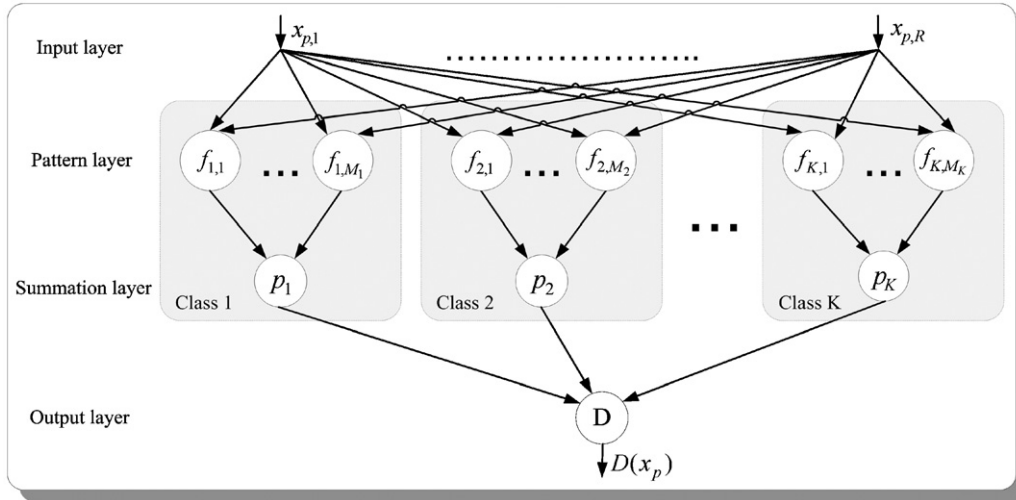 Input layer
x_{p,1}
x_{p,R}
Pattern layer
f_{1,1} ... f_{1,M_1} f_{2,1} ... f_{2,M_2} f_{K,1} ... f_{K,M_K}
...
Summation layer
p_1 p_2 p_K
Class 1 Class 2 Class K
Output layer
D
D(x_p)